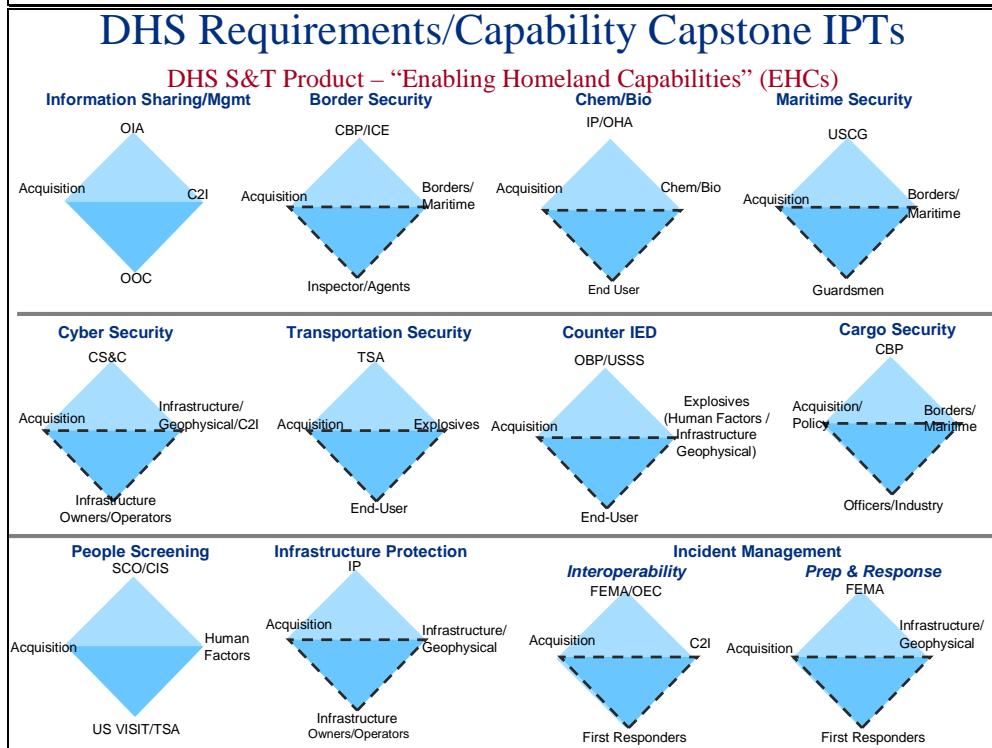 DHS Requirements/Capability Capstone IPTs
DHS S&T Product – “Enabling Homeland Capabilities” (EHCs)
Information Sharing/Mgmt
OIA
Acquisition
C2I
OOC
Border Security
CBP/ICE
Acquisition
Borders/
Maritime
Inspector/Agents
Chem/Bio
IP/OHA
Acquisition
Chem/Bio
End User
Maritime Security
USCG
Acquisition
Borders/
Maritime
Guardsmen
Cyber Security
CS&C
Acquisition
Infrastructure/
Geophysical/C2I
Infrastructure
Owners/Operators
Transportation Security
TSA
Acquisition
Explosives
End-User
Counter IED
OBP/USSS
Acquisition
Explosives
(Human Factors /
Infrastructure
Geophysical)
End-User
Cargo Security
CBP
Acquisition/
Policy
Borders/
Maritime
Officers/Industry
People Screening
SCO/CIS
Acquisition
Human
Factors
US VISIT/TSA
Infrastructure Protection
IP
Acquisition
Infrastructure/
Geophysical
Infrastructure
Owners/Operators
Incident Management
Interoperability
FEMA/OEC
Acquisition
C2I
First Responders
Prep & Response
FEMA
Acquisition
Infrastructure/
Geophysical
First Responders